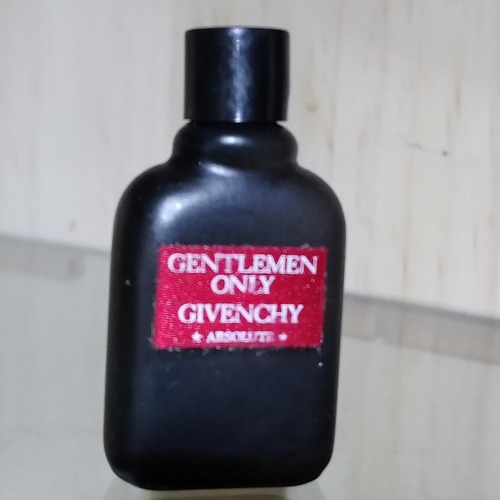 GENTLEMEN
ONLY
GIVENCHY
★ ABSOLUTE ★